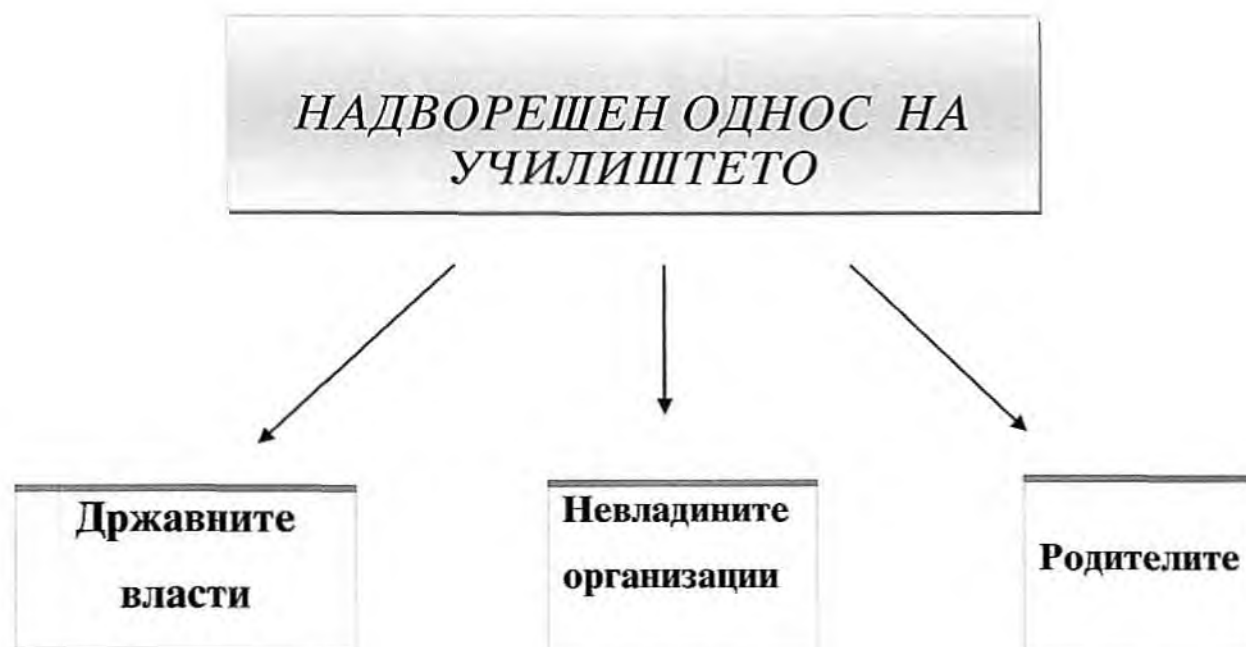 НАДВОРЕШЕН ОДНОС НА
УЧИЛИШТЕТО
Државните
власти
Невладините
организации
Родителите